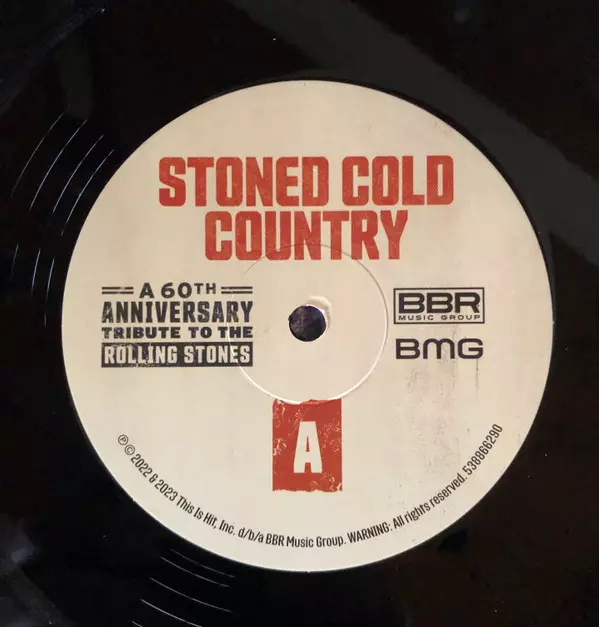 STONED COLD
COUNTRY
A 60TH
ANNIVERSARY
TRIBUTE TO THE
ROLLING STONES
BBR
MUSIC GROUP
BMG
A
℗ © 2022 & 2023 This Is Hit, Inc. d/b/a BBR Music Group. WARNING: All rights reserved. 538866290